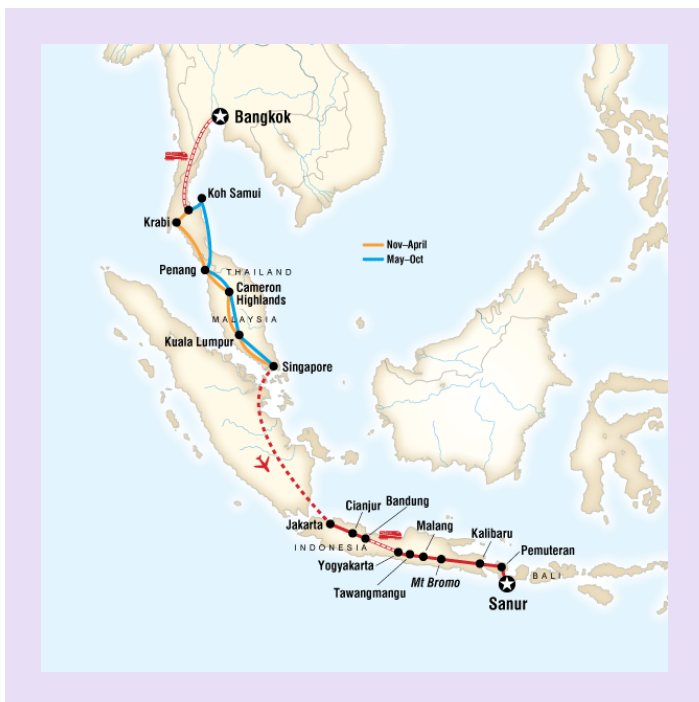 Bangkok
Koh Samui
Krabi
Nov–April
May–Oct
Penang
THAILAND
Cameron
Highlands
MALAYSIA
Kuala Lumpur
Singapore
Cianjur
Bandung
Jakarta
Malang
Kalibaru
INDONESIA
Pemuteran
Yogyakarta
Mt Bromo
BALI
Tawangmangu
Sanur